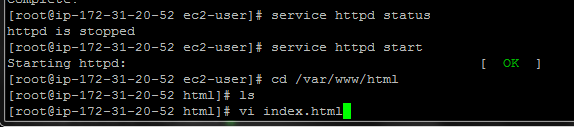 Complete!
[root@ip-172-31-20-52 ec2-user]# service httpd status
httpd is stopped
[root@ip-172-31-20-52 ec2-user]# service httpd start
Starting httpd: [ OK ]
[root@ip-172-31-20-52 ec2-user]# cd /var/www/html
[root@ip-172-31-20-52 html]# ls
[root@ip-172-31-20-52 html]# vi index.html